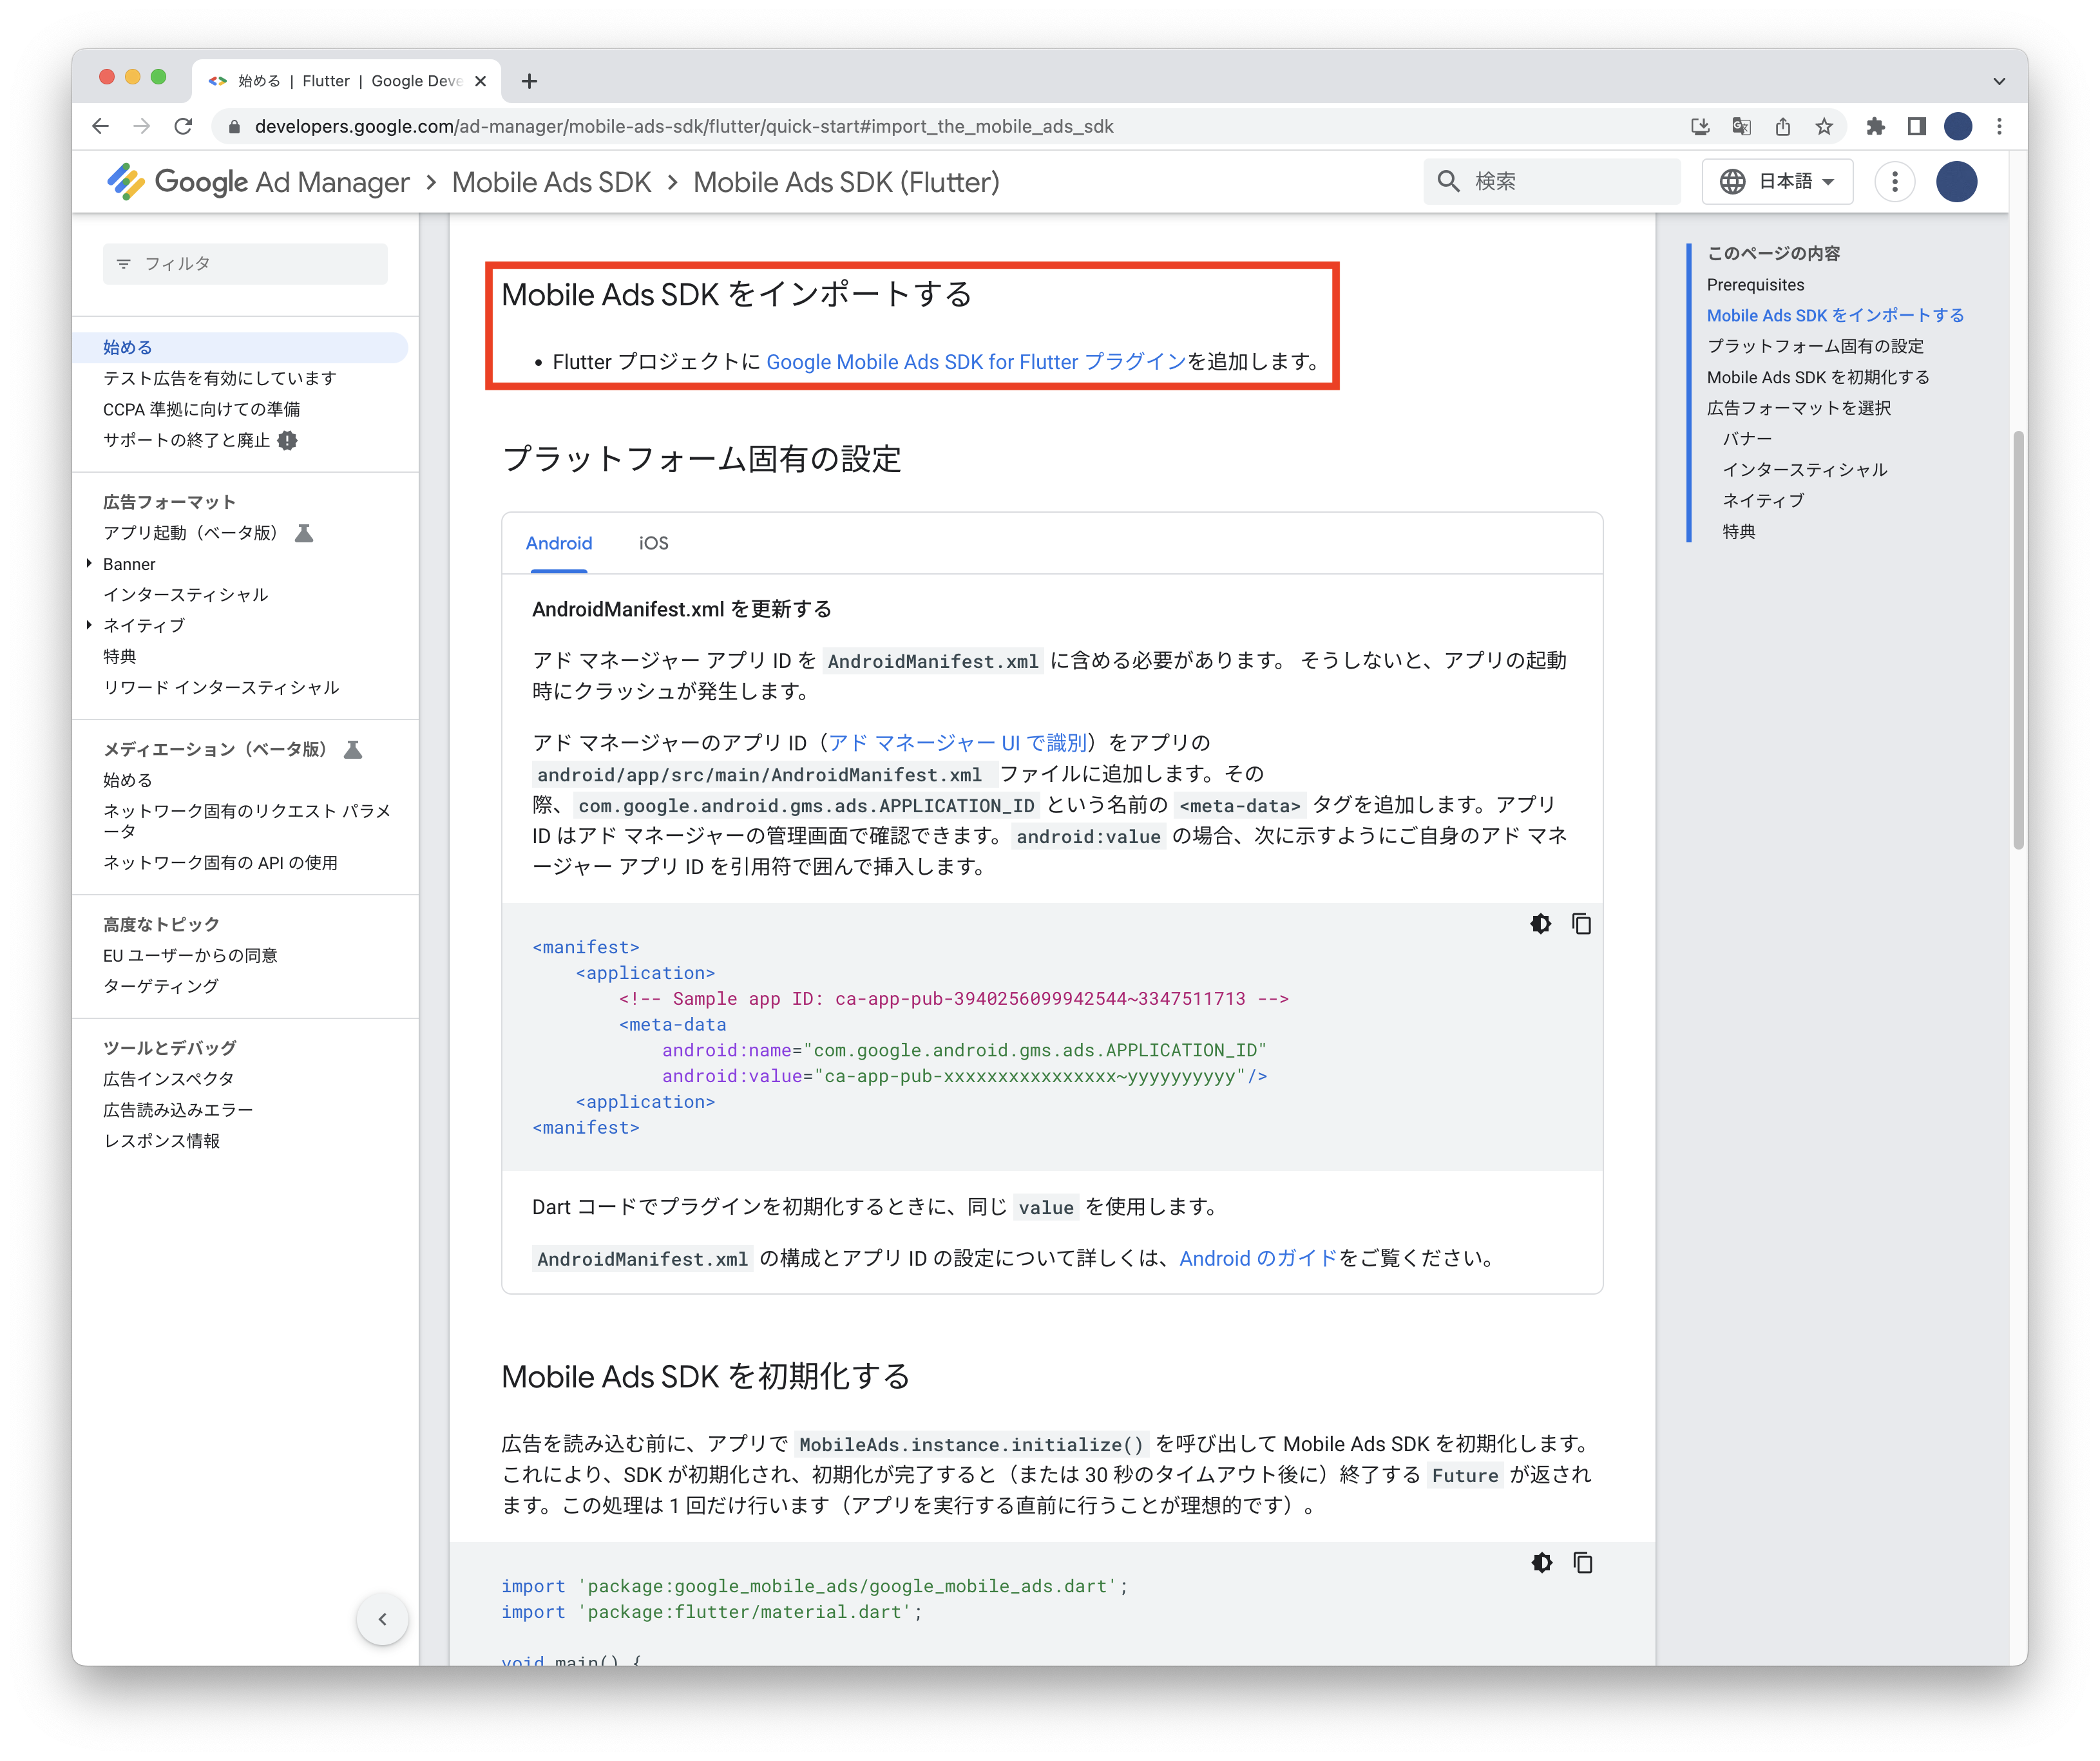 始める | Flutter | Google Deve
developers.google.com/ad-manager/mobile-ads-sdk/flutter/quick-start#import_the_mobile_ads_sdk
Google Ad Manager > Mobile Ads SDK > Mobile Ads SDK (Flutter)
検索
日本語
フィルタ
始める
テスト広告を有効にしています
CCPA 準拠に向けての準備
サポートの終了と廃止
広告フォーマット
アプリ起動（ベータ版）
Banner
インタースティシャル
ネイティブ
特典
リワード インタースティシャル
メディエーション（ベータ版）
始める
ネットワーク固有のリクエスト パラメ
ータ
ネットワーク固有の API の使用
高度なトピック
EU ユーザーからの同意
ターゲティング
ツールとデバッグ
広告インスペクタ
広告読み込みエラー
レスポンス情報
Mobile Ads SDK をインポートする
• Flutter プロジェクトに Google Mobile Ads SDK for Flutter プラグインを追加します。
プラットフォーム固有の設定
Android iOS
AndroidManifest.xml を更新する
アド マネージャー アプリ ID を AndroidManifest.xml に含める必要があります。 そうしないと、アプリの起動
時にクラッシュが発生します。
アド マネージャーのアプリ ID（アド マネージャー UI で識別）をアプリの
android/app/src/main/AndroidManifest.xml ファイルに追加します。その
際、com.google.android.gms.ads.APPLICATION_ID という名前の <meta-data> タグを追加します。アプリ
ID はアド マネージャーの管理画面で確認できます。android:value の場合、次に示すようにご自身のアド マネ
ージャー アプリ ID を引用符で囲んで挿入します。
<manifest>
    <application>
        <!-- Sample app ID: ca-app-pub-3940256099942544~3347511713 -->
        <meta-data
            android:name="com.google.android.gms.ads.APPLICATION_ID"
            android:value="ca-app-pub-xxxxxxxxxxxxxxxx~yyyyyyyyyy"/>
    <application>
<manifest>
Dart コードでプラグインを初期化するときに、同じ value を使用します。
AndroidManifest.xml の構成とアプリ ID の設定について詳しくは、Android のガイドをご覧ください。
Mobile Ads SDK を初期化する
広告を読み込む前に、アプリで MobileAds.instance.initialize() を呼び出して Mobile Ads SDK を初期化します。
これにより、SDK が初期化され、初期化が完了すると（または 30 秒のタイムアウト後に）終了する Future が返され
ます。この処理は 1 回だけ行います（アプリを実行する直前に行うことが理想的です）。
import 'package:google_mobile_ads/google_mobile_ads.dart';
import 'package:flutter/material.dart';
void main() {
このページの内容
Prerequisites
Mobile Ads SDK をインポートする
プラットフォーム固有の設定
Mobile Ads SDK を初期化する
広告フォーマットを選択
バナー
インタースティシャル
ネイティブ
特典